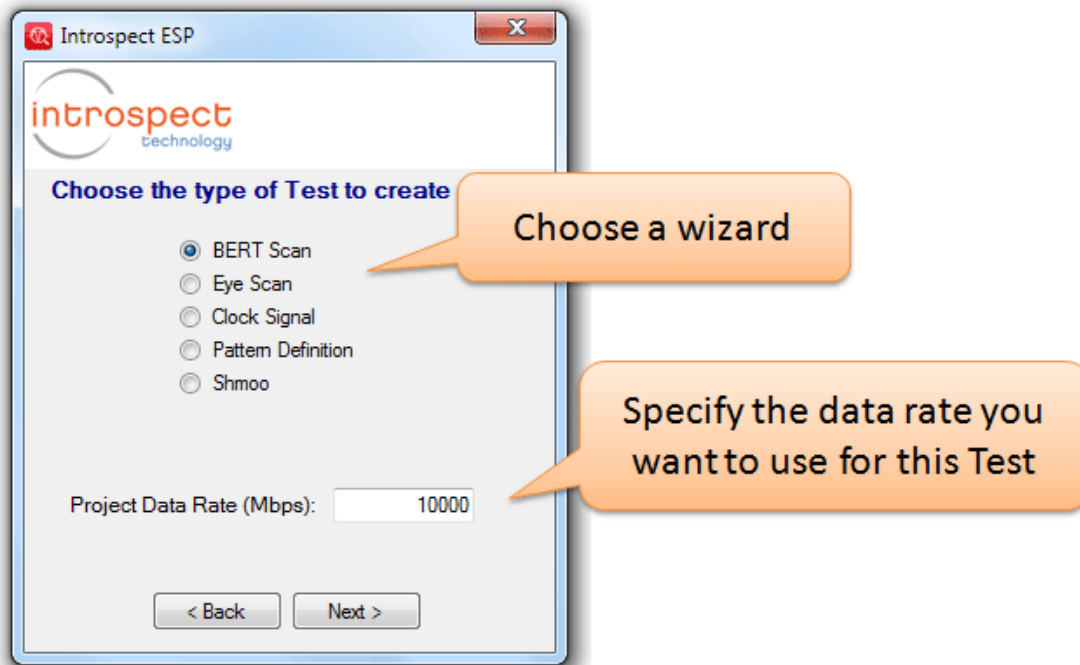 Introspect ESP
introspect
technology
Choose the type of Test to create
Choose a wizard
BERT Scan
Eye Scan
Clock Signal
Pattern Definition
Shmoo
Specify the data rate you
want to use for this Test
Project Data Rate (Mbps): 10000
< Back Next >